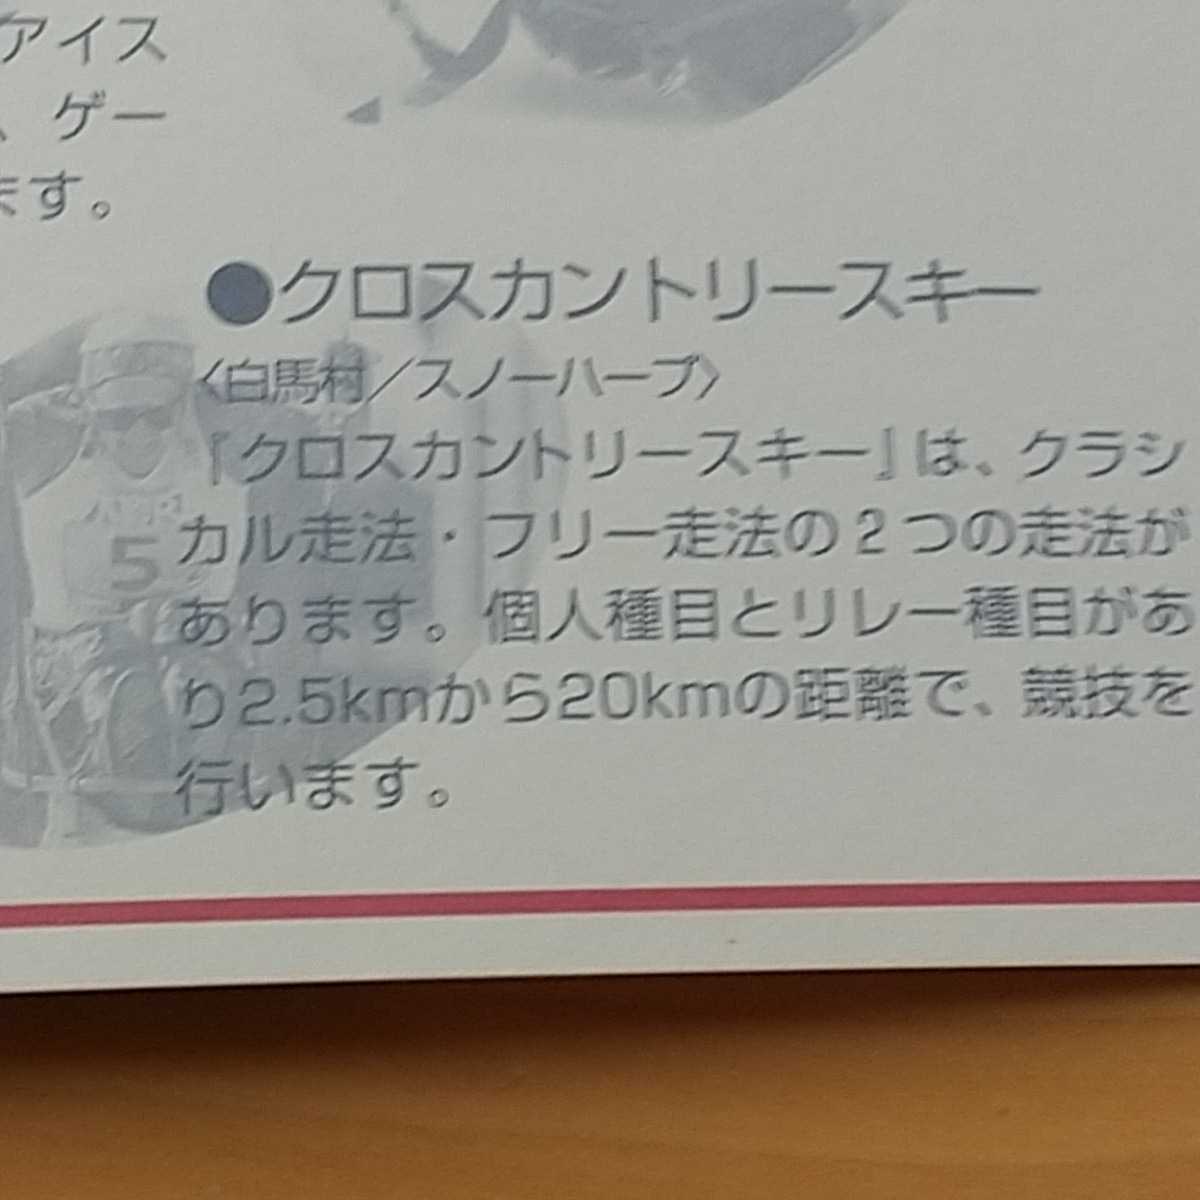 アイス
、ゲー
ます。
●クロスカントリースキー
〈白馬村／スノーハープ〉
『クロスカントリースキー』は、クラシ
カル走法・フリー走法の2つの走法が
あります。個人種目とリレー種目があ
り2.5kmから20kmの距離で、競技を
行います。
5